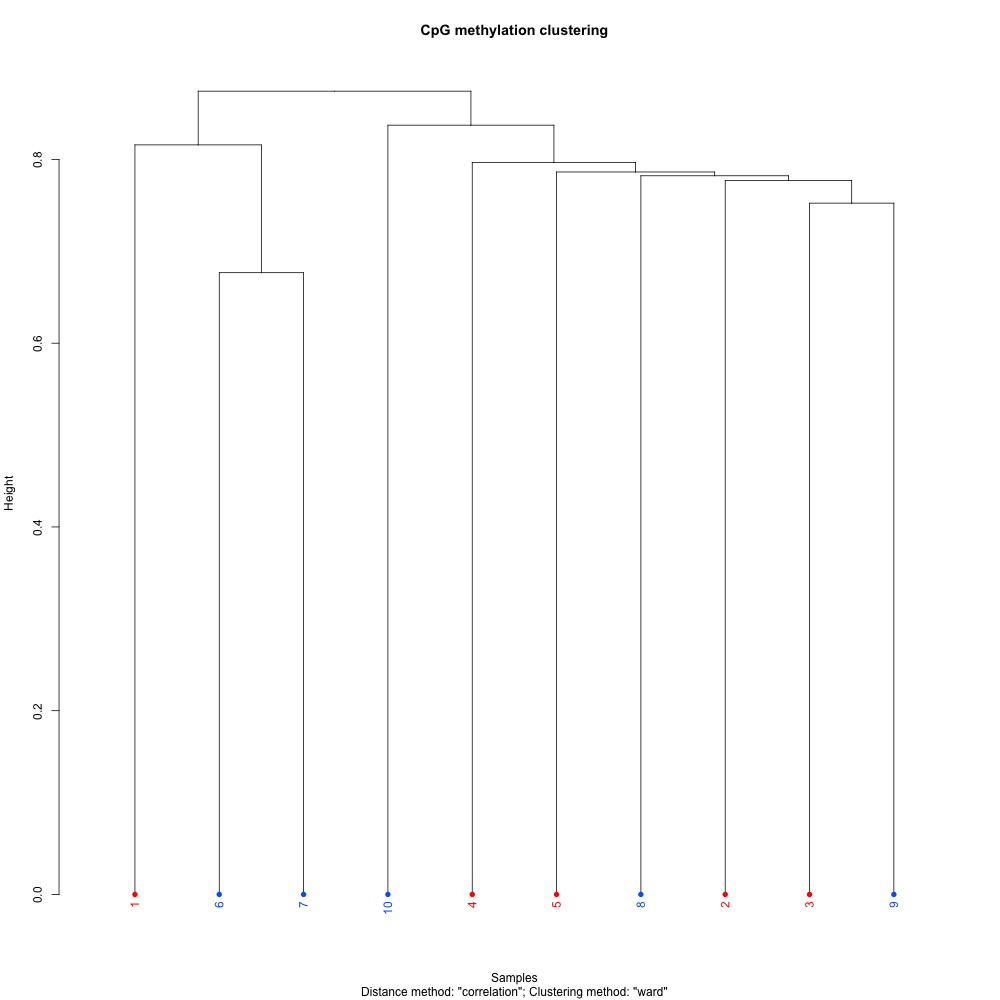 CpG methylation clustering
Height
0.8
0.6
0.4
0.2
0.0
1 6 7 10 4 5 8 2 3 9
Samples
Distance method: "correlation"; Clustering method: "ward"